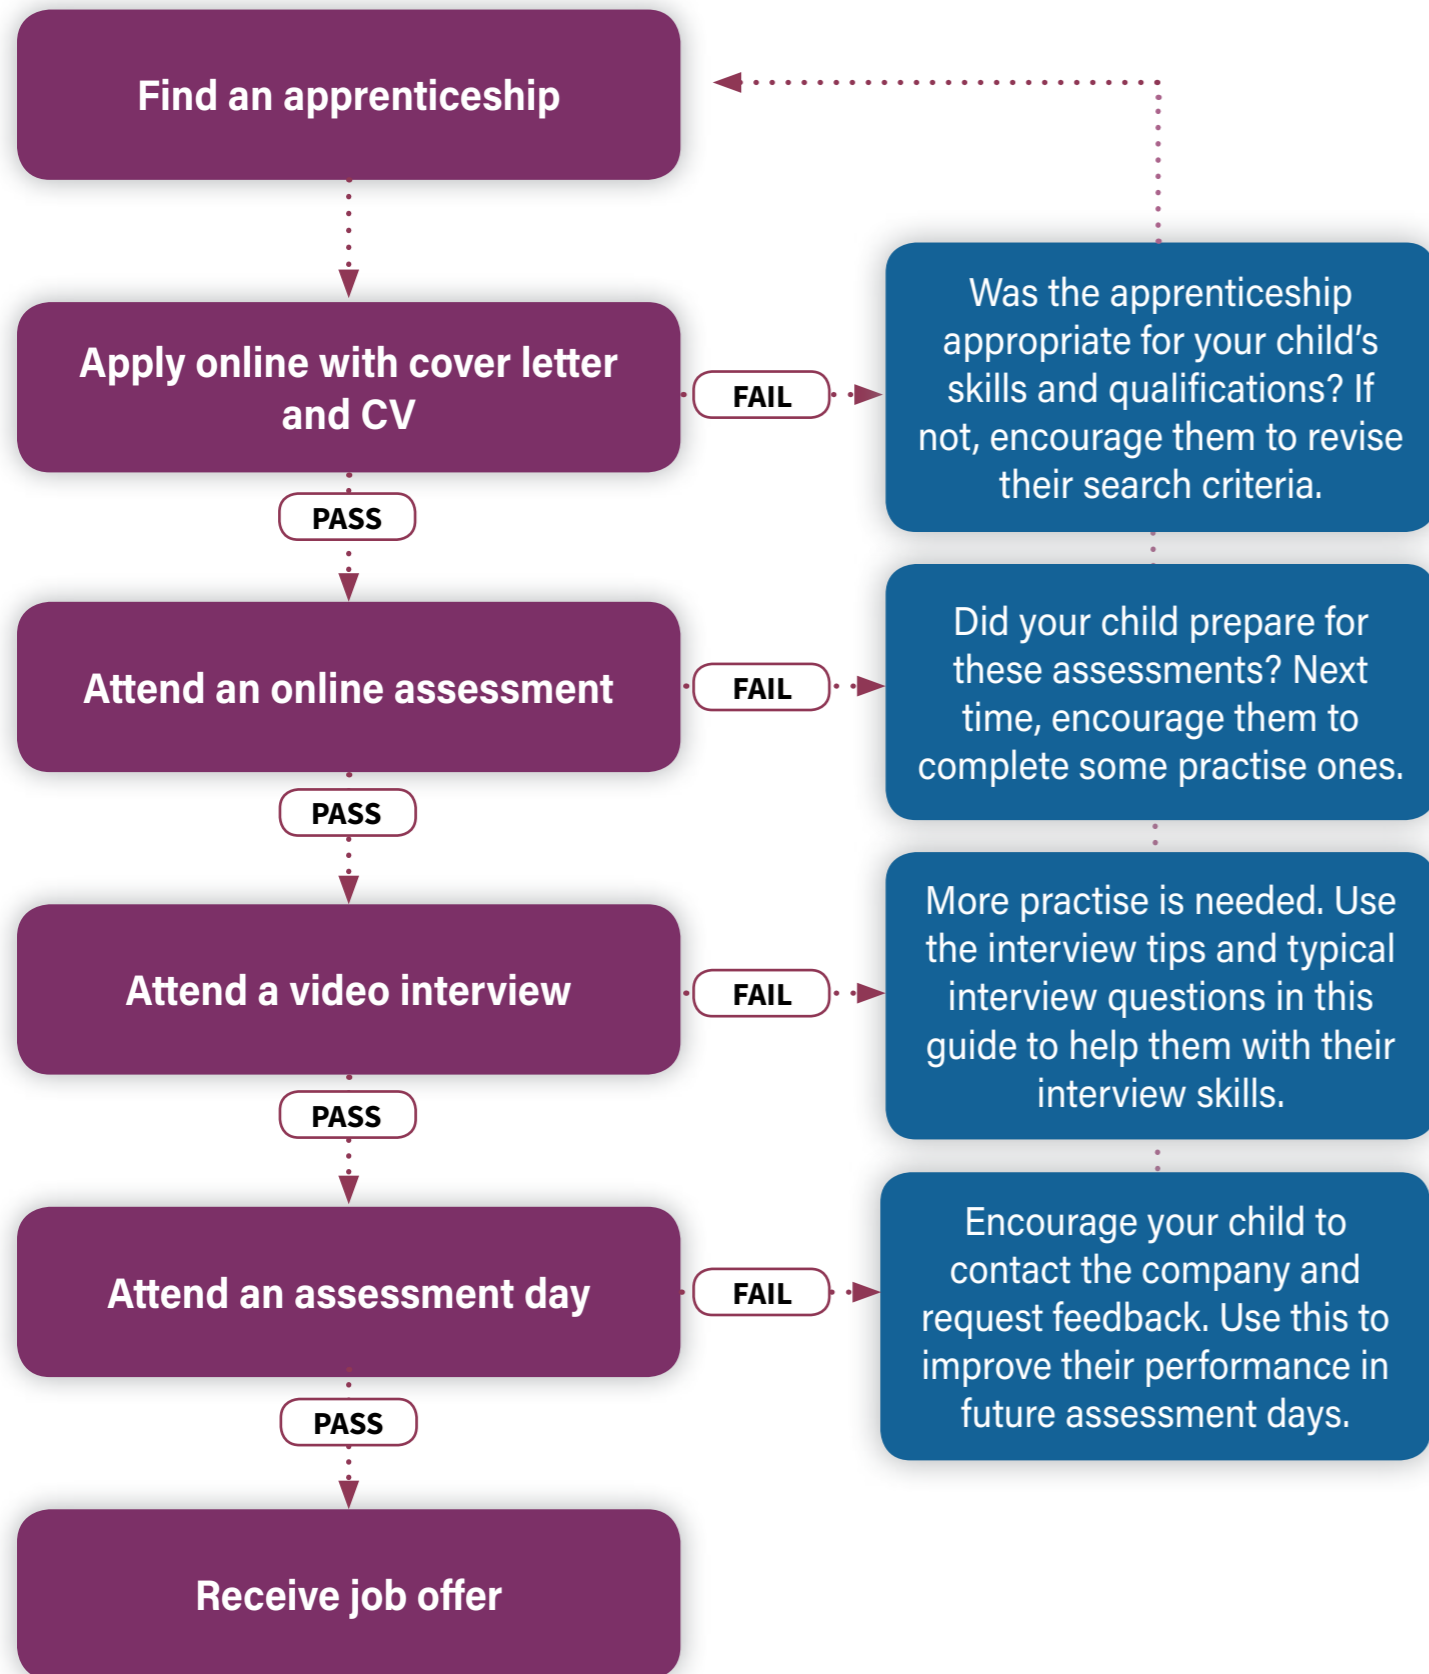 Find an apprenticeship
Apply online with cover letter
and CV
FAIL
Was the apprenticeship
appropriate for your child’s
skills and qualifications? If
not, encourage them to revise
their search criteria.
PASS
Attend an online assessment
FAIL
Did your child prepare for
these assessments? Next
time, encourage them to
complete some practise ones.
PASS
Attend a video interview
FAIL
More practise is needed. Use
the interview tips and typical
interview questions in this
guide to help them with their
interview skills.
PASS
Attend an assessment day
FAIL
Encourage your child to
contact the company and
request feedback. Use this to
improve their performance in
future assessment days.
PASS
Receive job offer